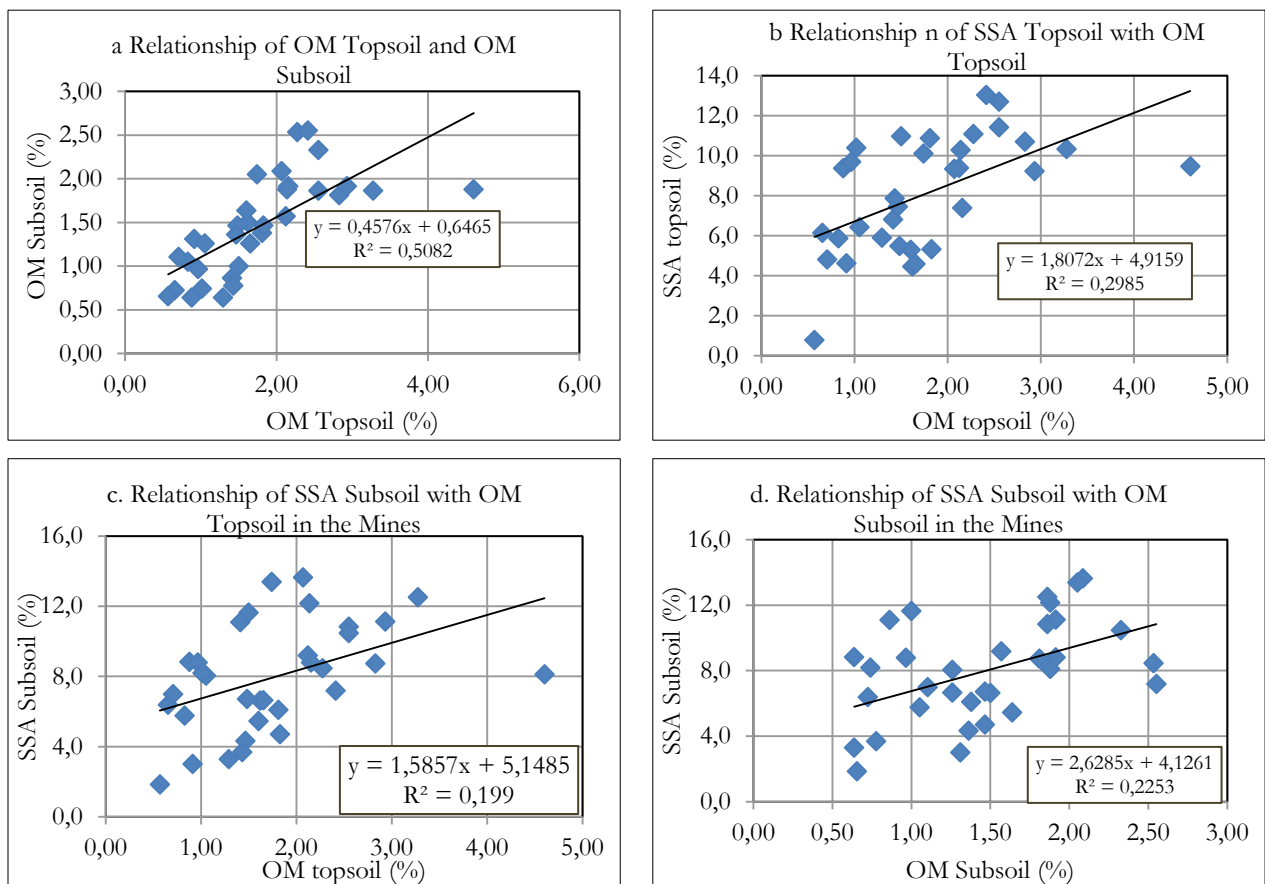 a Relationship of OM Topsoil and OM
Subsoil
3,00
2,50
2,00
1,50
1,00
0,50
0,00
OM Subsoil (%)
y = 0,4576x + 0,6465
R² = 0,5082
0,00 2,00 4,00 6,00
OM Topsoil (%)
b Relationship n of SSA Topsoil with OM
Topsoil
14,0
12,0
10,0
8,0
6,0
4,0
2,0
0,0
SSA topsoil (%)
y = 1,8072x + 4,9159
R² = 0,2985
0,00 1,00 2,00 3,00 4,00 5,00
OM topsoil (%)
c. Relationship of SSA Subsoil with OM
Topsoil in the Mines
16,0
12,0
8,0
4,0
0,0
SSA Subsoil (%)
y = 1,5857x + 5,1485
R² = 0,199
0,00 1,00 2,00 3,00 4,00 5,00
OM topsoil (%)
d. Relationship of SSA Subsoil with OM
Subsoil in the Mines
16,0
12,0
8,0
4,0
0,0
SSA Subsoil (%)
y = 2,6285x + 4,1261
R² = 0,2253
0,00 0,50 1,00 1,50 2,00 2,50 3,00
OM Subsoil (%)